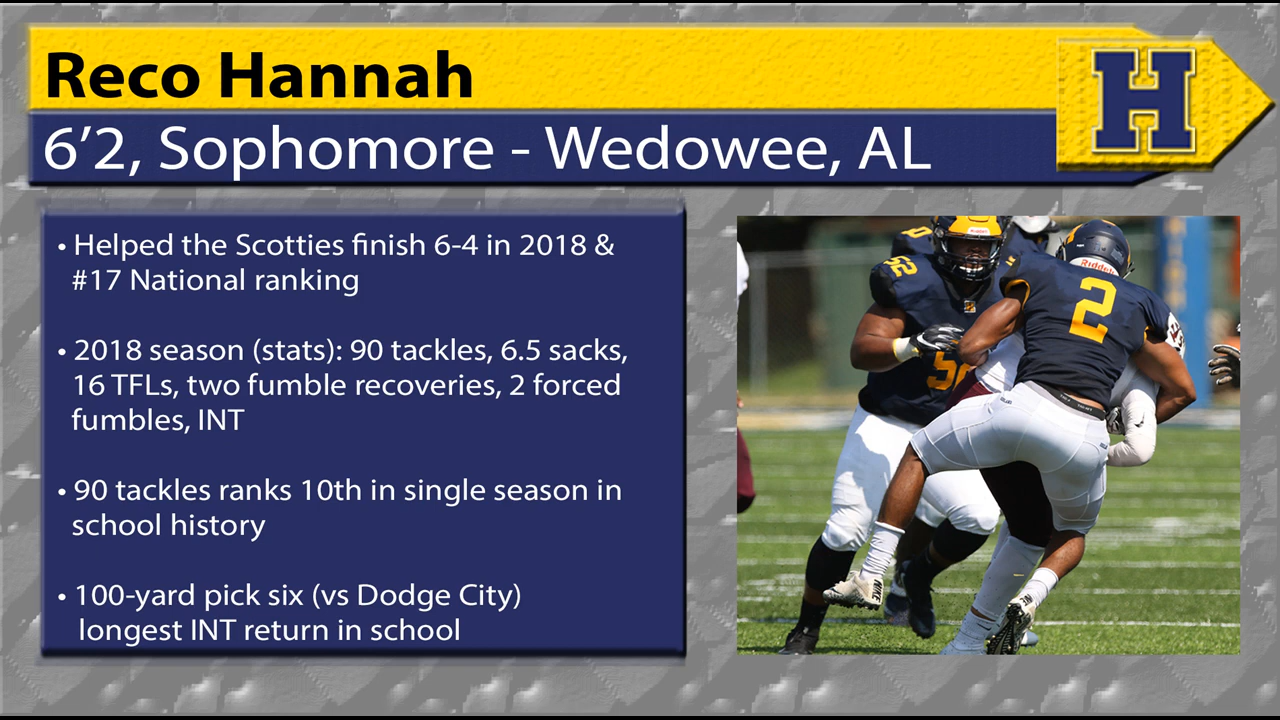 Reco Hannah
H
6’2, Sophomore - Wedowee, AL
• Helped the Scotties finish 6-4 in 2018 &
#17 National ranking
• 2018 season (stats): 90 tackles, 6.5 sacks,
16 TFLs, two fumble recoveries, 2 forced
fumbles, INT
• 90 tackles ranks 10th in single season in
school history
• 100-yard pick six (vs Dodge City)
longest INT return in school
52
Riddell
2
NIKE